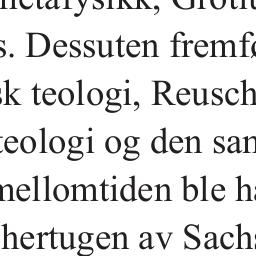 metafysikk, Grotiu
s. Dessuten fremfø
sk teologi, Reusch
teologi og den sam
mellomtiden ble ha
hertugen av Sachs